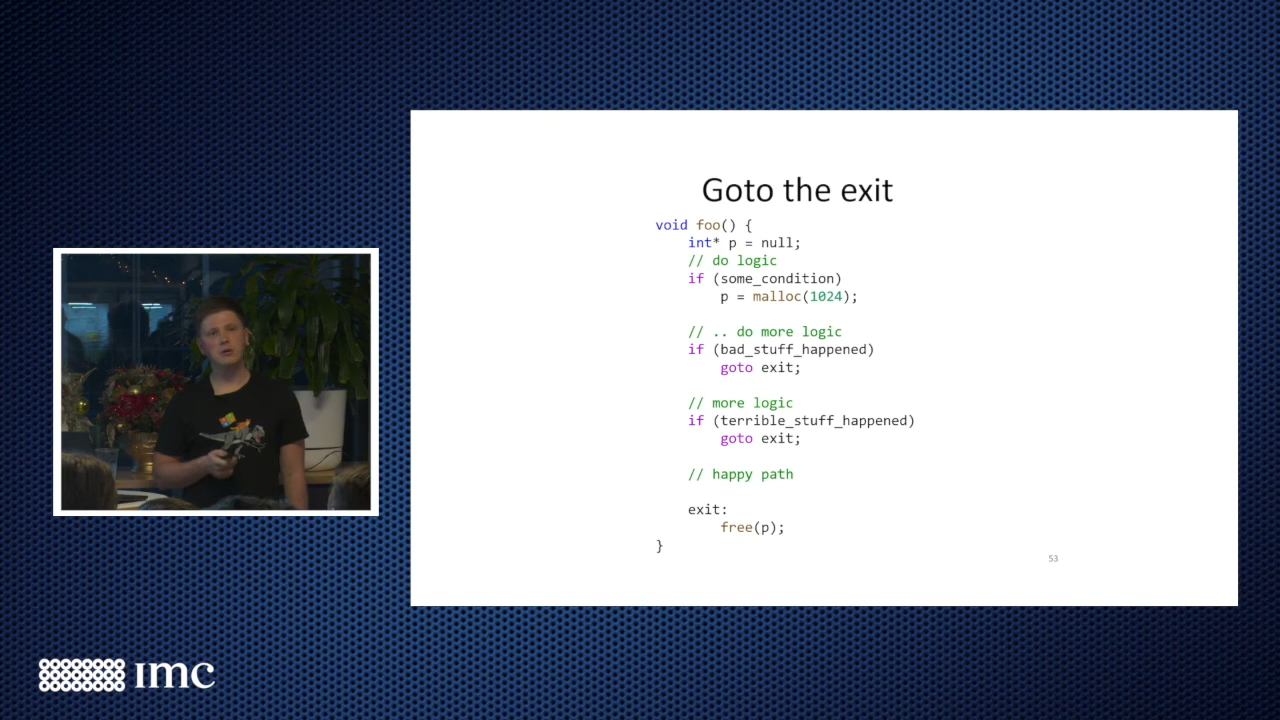 Goto the exit
void foo() {
    int* p = null;
    // do logic
    if (some_condition)
        p = malloc(1024);

    // .. do more logic
    if (bad_stuff_happened)
        goto exit;

    // more logic
    if (terrible_stuff_happened)
        goto exit;

    // happy path

    exit:
        free(p);
}
53
imc